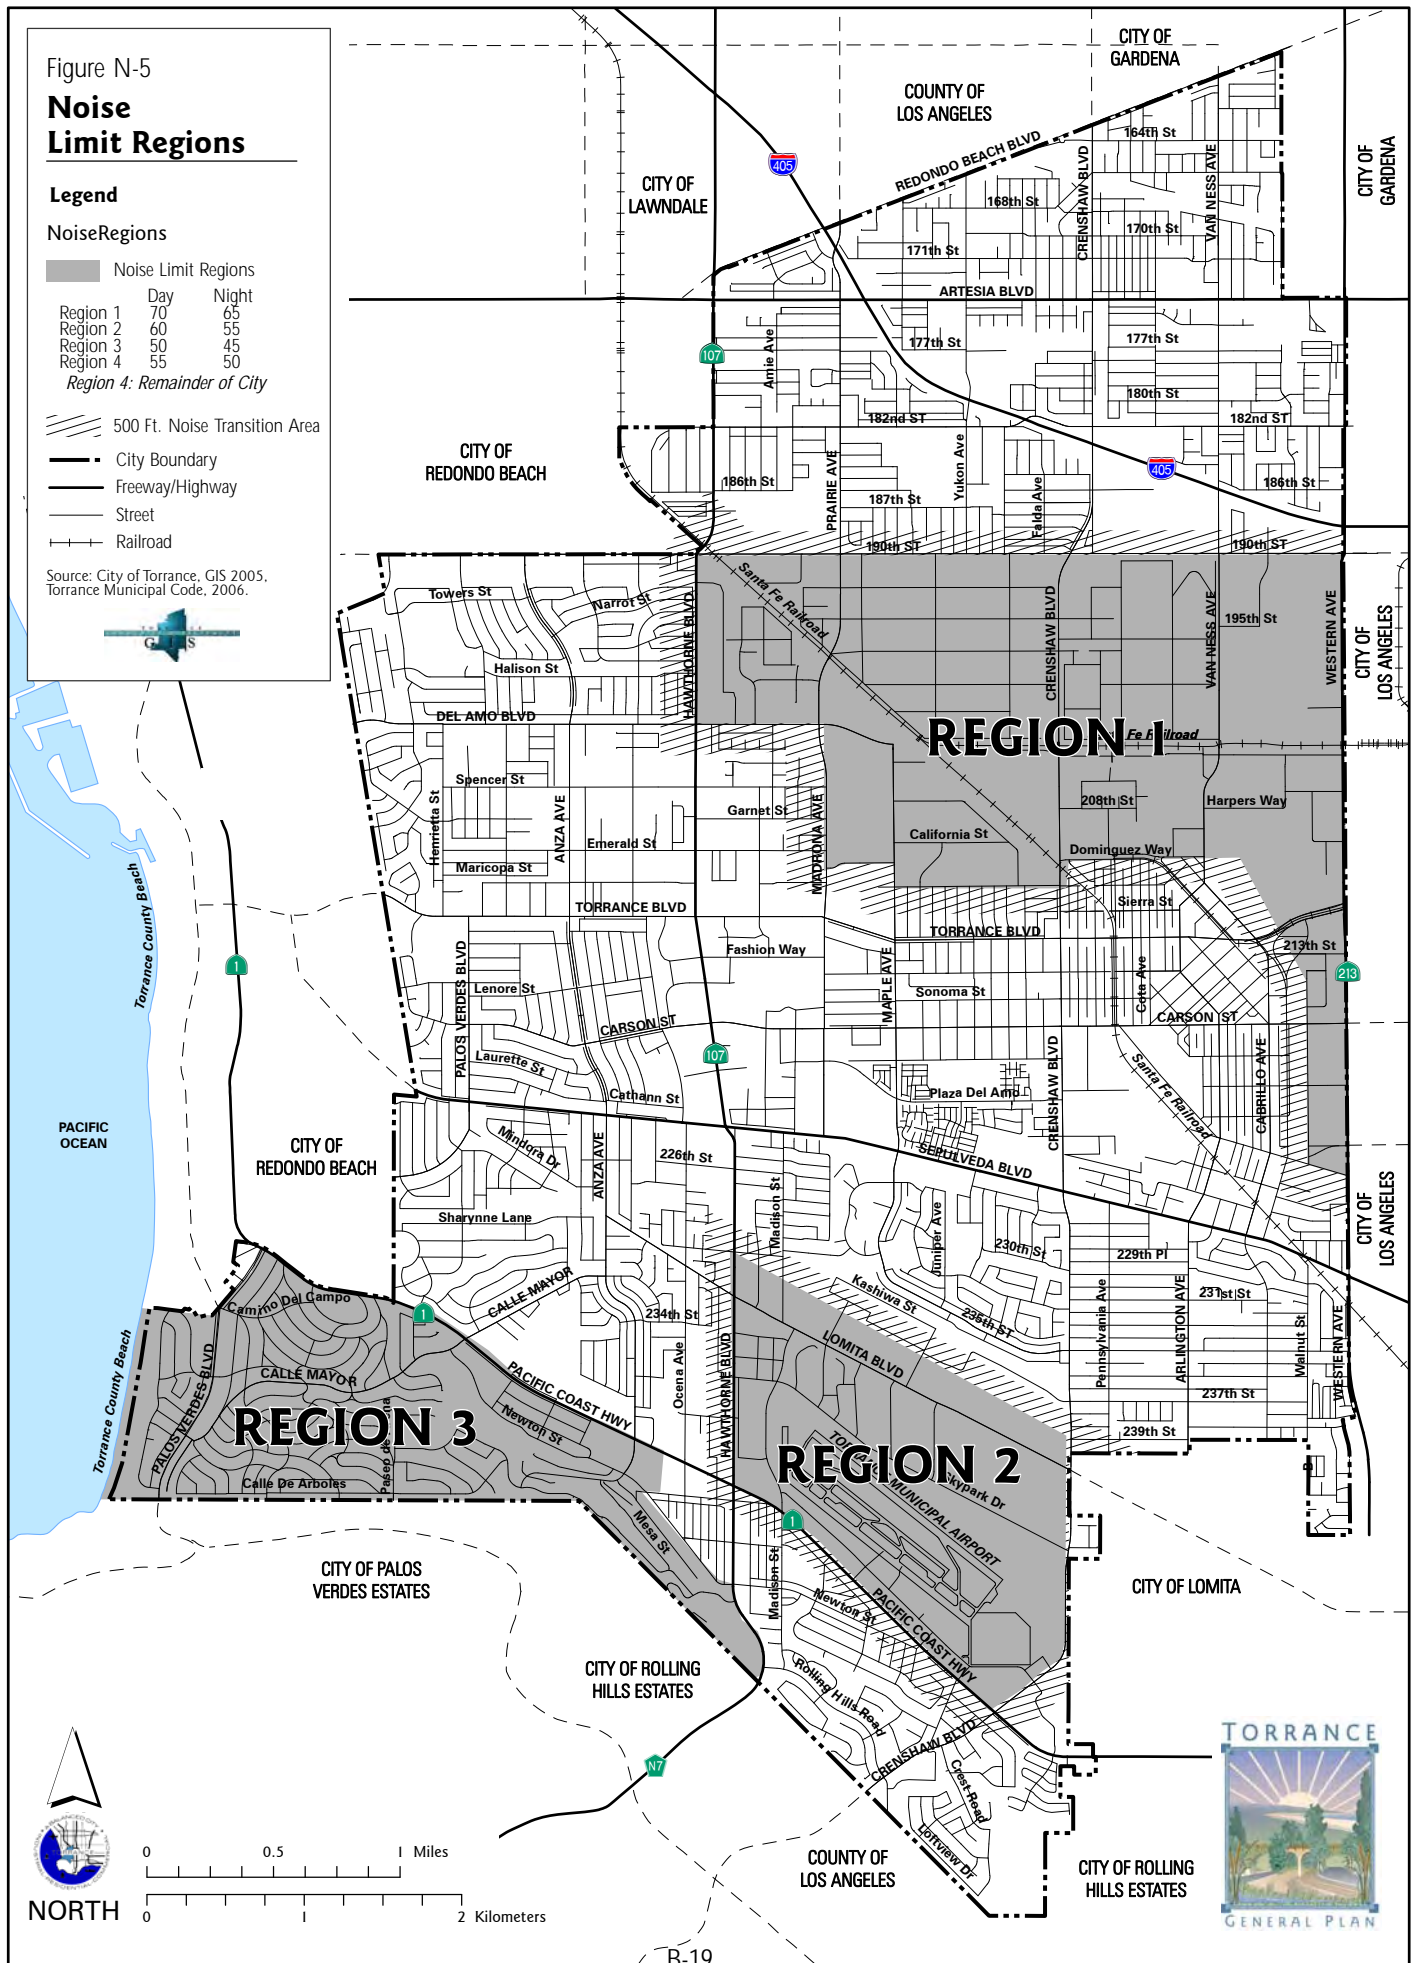 Figure N-5
Noise
Limit Regions
Legend
NoiseRegions
Noise Limit Regions
Day Night
Region 1 70 65
Region 2 60 55
Region 3 50 45
Region 4 55 50
Region 4: Remainder of City
500 Ft. Noise Transition Area
City Boundary
Freeway/Highway
Street
Railroad
Source: City of Torrance, GIS 2005,
Torrance Municipal Code, 2006.
G I S
CITY OF
GARDENA
COUNTY OF
LOS ANGELES
CITY OF
GARDENA
CITY OF
LAWNDALE
405
REDONDO BEACH BLVD
164th St
CRENSHAW BLVD
VAN NESS AVE
168th St
170th St
171th St
ARTESIA BLVD
107
Amie Ave
177th St
177th St
180th St
182nd ST
182nd ST
CITY OF
REDONDO BEACH
PRAIRIE AVE
Yukon Ave
405
186th St
186th St
187th St
Falda Ave
190th ST
190th ST
Santa Fe Railroad
Towers St
Narrot St
HAWTHORNE BLVD
CRENSHAW BLVD
VAN NESS AVE
195th St
WESTERN AVE
CITY OF
LOS ANGELES
Halison St
DEL AMO BLVD
REGION 1
Fe Railroad
Spencer St
Henrietta St
ANZA AVE
Garnet St
MADRONA AVE
208th St
Harpers Way
Emerald St
California St
Maricopa St
Dominguez Way
TORRANCE BLVD
Sierra St
TORRANCE BLVD
Fashion Way
213th St
213
Torrance County Beach
1
PALOS VERDES BLVD
Lenore St
MAPLE AVE
Sonoma St
Cota Ave
CARSON ST
CARSON ST
107
Laurette St
Cathann St
Plaza Del Amo
CRENSHAW BLVD
Santa Fe Railroad
CABRILLO AVE
PACIFIC
OCEAN
CITY OF
REDONDO BEACH
Mindora Dr
ANZA AVE
226th St
SEPULVEDA BLVD
Madison St
Juniper Ave
CITY OF
LOS ANGELES
Sharynne Lane
230th St
229th Pl
CALLE MAYOR
Kashiwa St
235th ST
Pennsylvania Ave
ARLINGTON AVE
231st St
Walnut St
WESTERN AVE
Camino Del Campo
1
234th St
Ocena Ave
HAWTHORNE BLVD
LOMITA BLVD
Torrance County Beach
PALOS VERDES BLVD
CALLE MAYOR
PACIFIC COAST HWY
237th St
REGION 3
Newton St
239th St
REGION 2
TORRANCE MUNICIPAL AIRPORT
Skypark Dr
Calle De Arboles
1
Mesa St
CITY OF PALOS
VERDES ESTATES
Madison St
Newton St
PACIFIC COAST HWY
CITY OF LOMITA
CITY OF ROLLING
HILLS ESTATES
Rolling Hills Road
CRENSHAW BLVD
Crest Road
Loftview Dr
N7
COUNTY OF
LOS ANGELES
CITY OF ROLLING
HILLS ESTATES
TORRANCE
GENERAL PLAN
NORTH
0 0.5 1 Miles
0 1 2 Kilometers
B-19